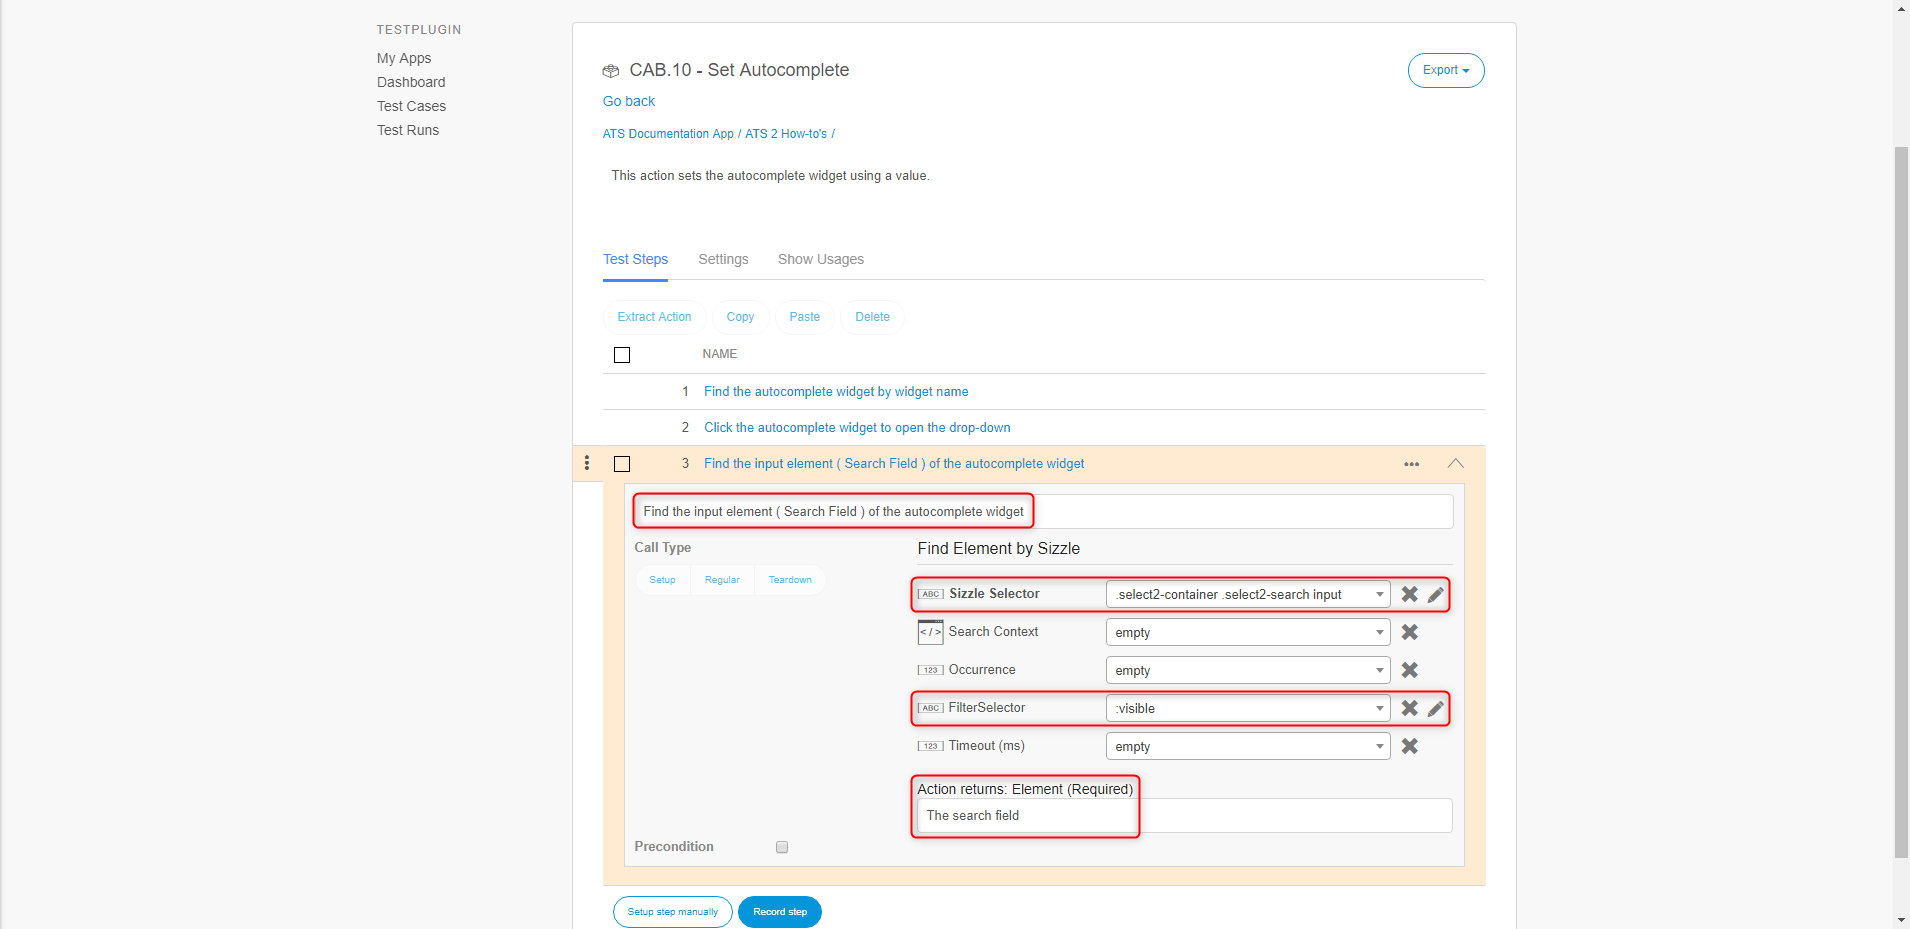 TESTPLUGIN
My Apps
Dashboard
Test Cases
Test Runs
CAB.10 - Set Autocomplete
Export
Go back
ATS Documentation App / ATS 2 How-to's /
This action sets the autocomplete widget using a value.
Test Steps Settings Show Usages
Extract Action Copy Paste Delete
NAME
1 Find the autocomplete widget by widget name
2 Click the autocomplete widget to open the drop-down
3 Find the input element ( Search Field ) of the autocomplete widget
Find the input element ( Search Field ) of the autocomplete widget
Call Type
Setup Regular Teardown
Find Element by Sizzle
ABC Sizzle Selector .select2-container .select2-search input
</> Search Context empty
123 Occurrence empty
ABC FilterSelector :visible
123 Timeout (ms) empty
Action returns: Element (Required)
The search field
Precondition
Setup step manually Record step